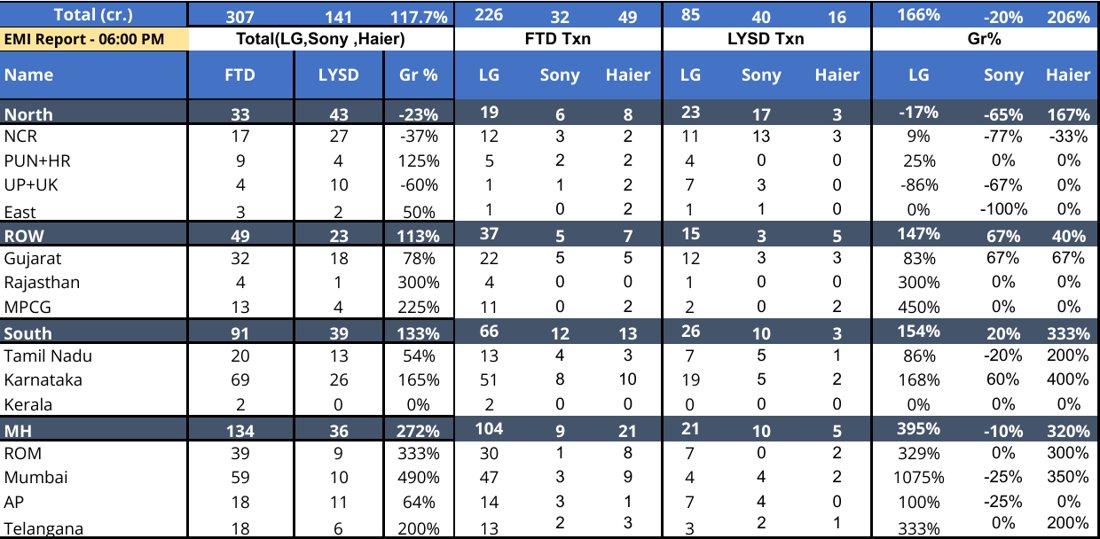 Total (cr.) 307 141 117.7% 226 32 49 85 40 16 166% -20% 206%
EMI Report - 06:00 PM Total(LG,Sony ,Haier) FTD Txn LYSD Txn Gr%
Name FTD LYSD Gr % LG Sony Haier LG Sony Haier LG Sony Haier
North 33 43 -23% 19 6 8 23 17 3 -17% -65% 167%
NCR 17 27 -37% 12 3 2 11 13 3 9% -77% -33%
PUN+HR 9 4 125% 5 2 2 4 0 0 25% 0% 0%
UP+UK 4 10 -60% 1 1 2 7 3 0 -86% -67% 0%
East 3 2 50% 1 0 2 1 1 0 0% -100% 0%
ROW 49 23 113% 37 5 7 15 3 5 147% 67% 40%
Gujarat 32 18 78% 22 5 5 12 3 3 83% 67% 67%
Rajasthan 4 1 300% 4 0 0 1 0 0 300% 0% 0%
MPCG 13 4 225% 11 0 2 2 0 2 450% 0% 0%
South 91 39 133% 66 12 13 26 10 3 154% 20% 333%
Tamil Nadu 20 13 54% 13 4 3 7 5 1 86% -20% 200%
Karnataka 69 26 165% 51 8 10 19 5 2 168% 60% 400%
Kerala 2 0 0% 2 0 0 0 0 0 0% 0% 0%
MH 134 36 272% 104 9 21 21 10 5 395% -10% 320%
ROM 39 9 333% 30 1 8 7 0 2 329% 0% 300%
Mumbai 59 10 490% 47 3 9 4 4 2 1075% -25% 350%
AP 18 11 64% 14 3 1 7 4 0 100% -25% 0%
Telangana 18 6 200% 13 2 3 3 2 1 333% 0% 200%